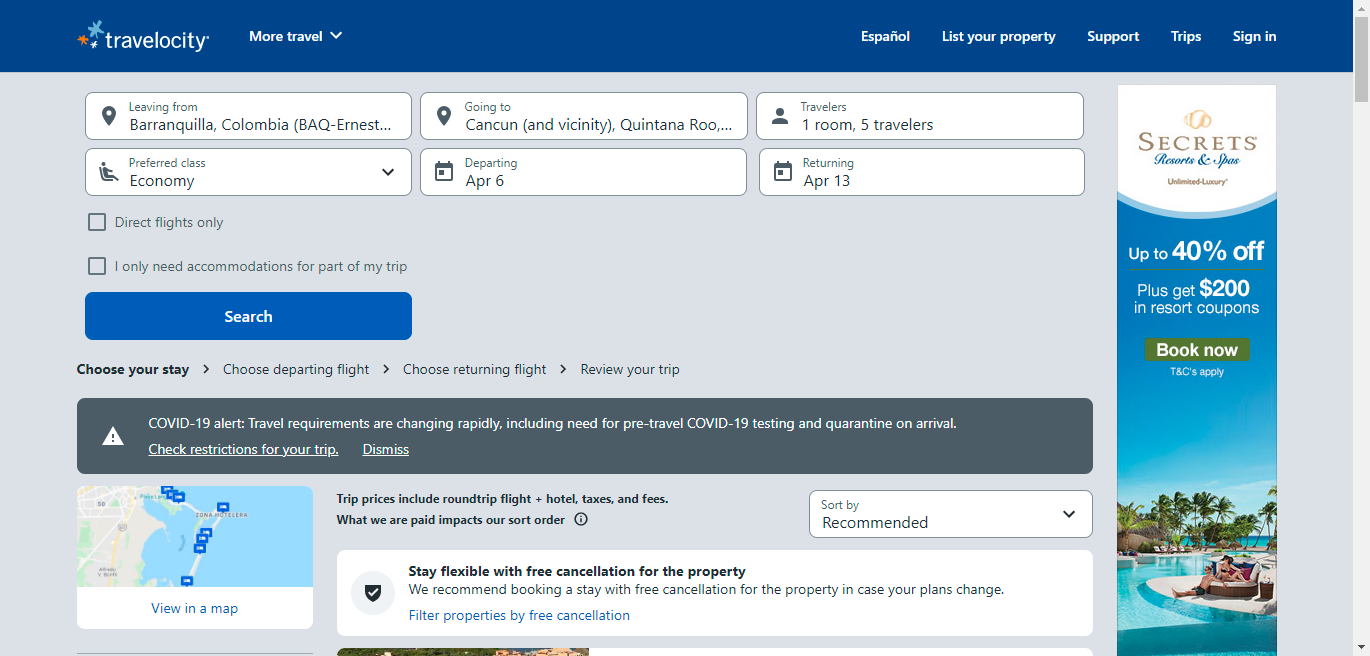 travelocity
More travel
Español
List your property
Support
Trips
Sign in
Leaving from
Barranquilla, Colombia (BAQ-Ernest...
Going to
Cancun (and vicinity), Quintana Roo,...
Travelers
1 room, 5 travelers
Preferred class
Economy
Departing
Apr 6
Returning
Apr 13
Direct flights only
I only need accommodations for part of my trip
Search
Choose your stay
Choose departing flight
Choose returning flight
Review your trip
COVID-19 alert: Travel requirements are changing rapidly, including need for pre-travel COVID-19 testing and quarantine on arrival.
Check restrictions for your trip.
Dismiss
ZONA HOTELERA
View in a map
Trip prices include roundtrip flight + hotel, taxes, and fees.
What we are paid impacts our sort order
Sort by
Recommended
Stay flexible with free cancellation for the property
We recommend booking a stay with free cancellation for the property in case your plans change.
Filter properties by free cancellation
SECRETS
Resorts & Spas
Unlimited-Luxury®
Up to 40% off
Plus get $200
in resort coupons
Book now
T&C's apply